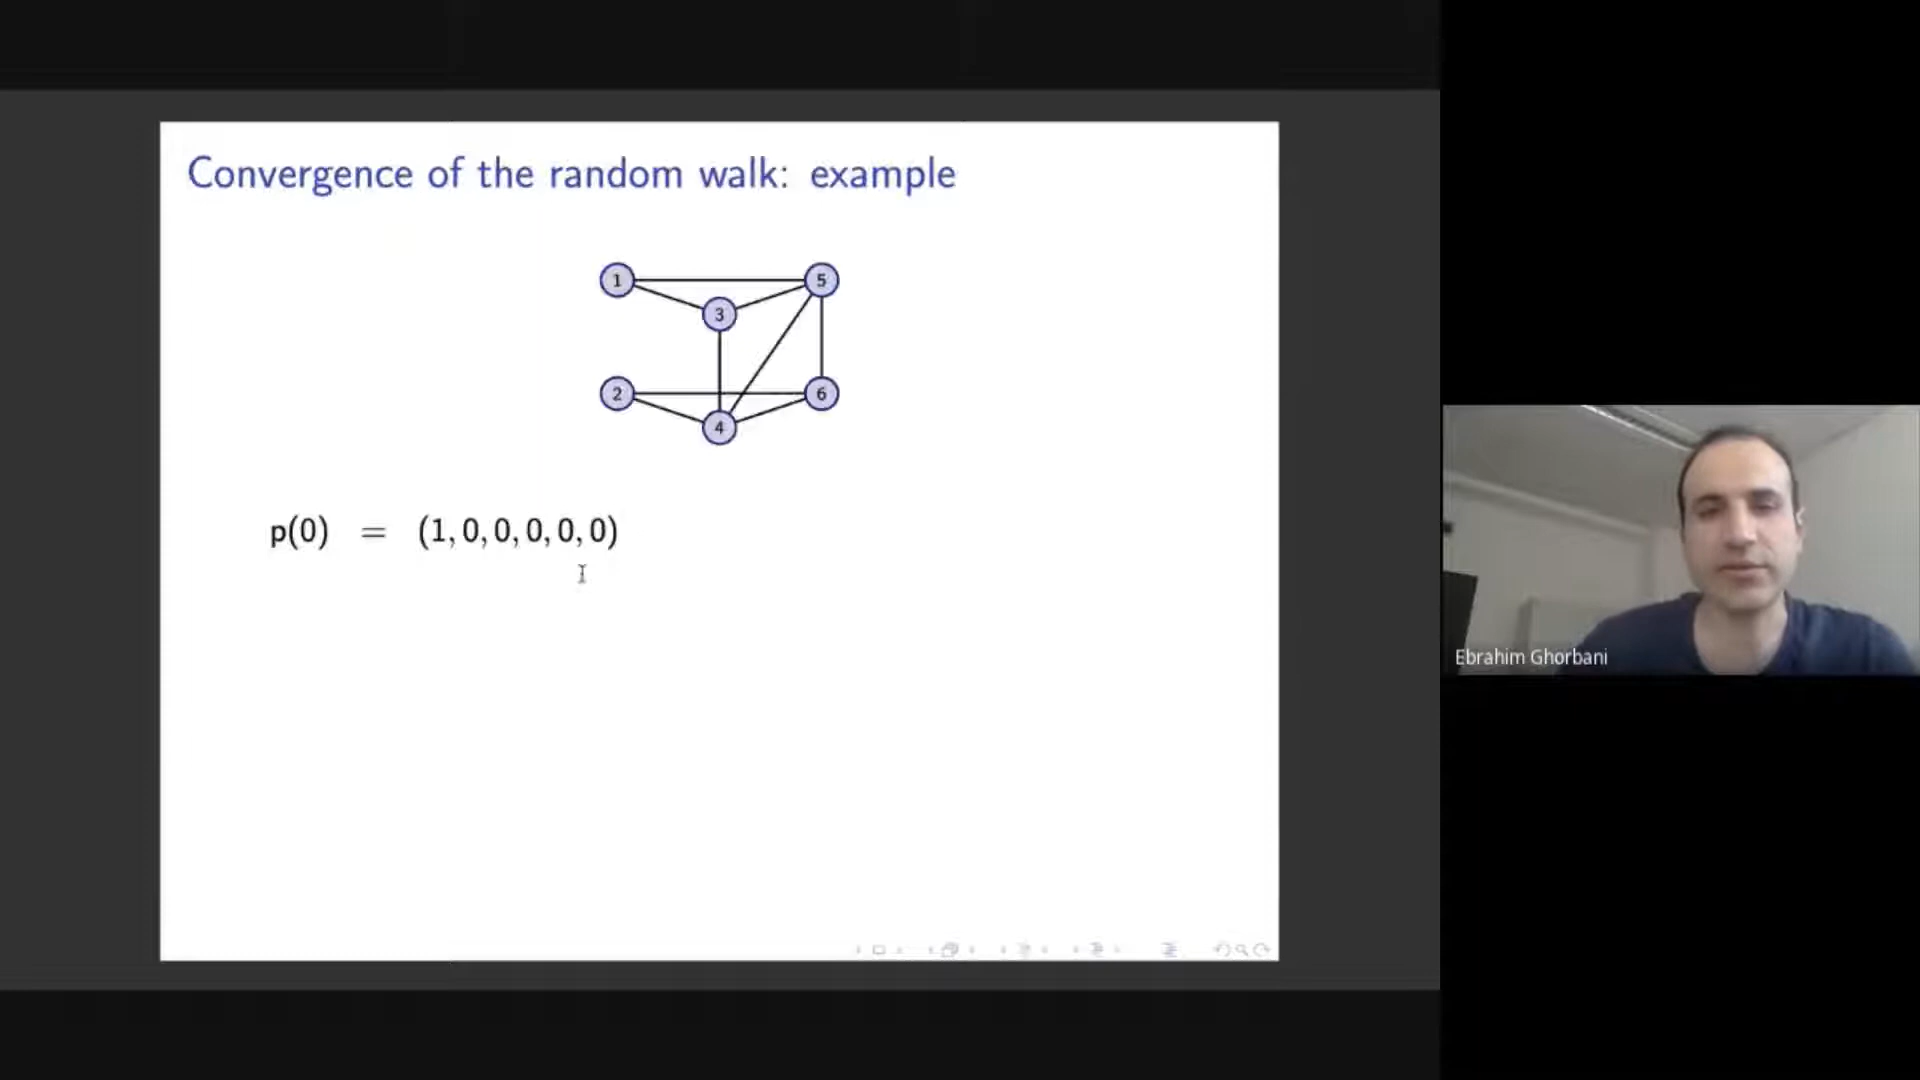 Convergence of the random walk: example
1
5
3
2
6
4
p(0) = (1, 0, 0, 0, 0, 0)
Ebrahim Ghorbani